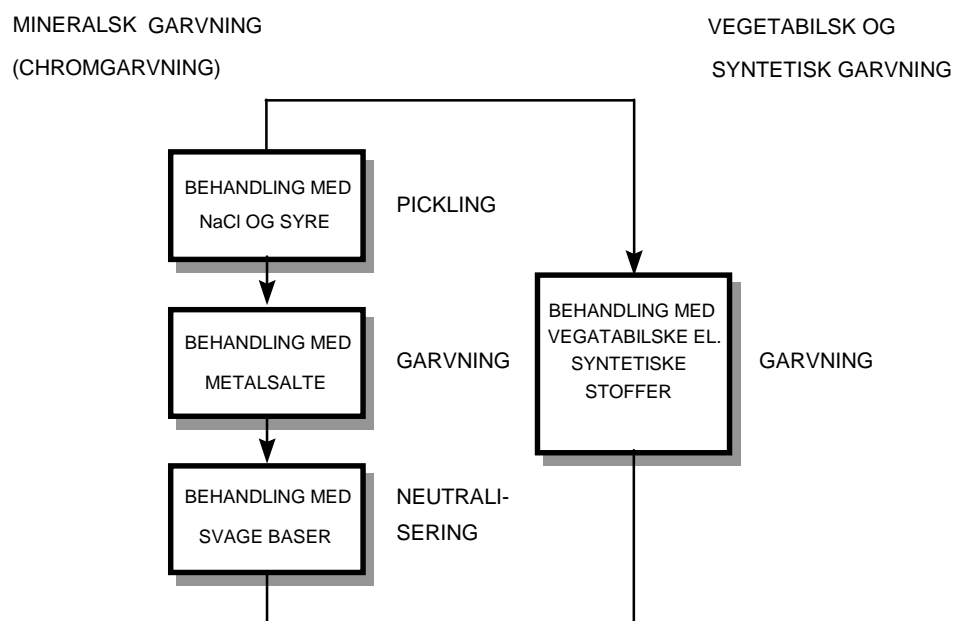 MINERALSK GARVNING
(CHROMGARVNING)
VEGETABILSK OG
SYNTETISK GARVNING
BEHANDLING MED
NaCl OG SYRE
PICKLING
BEHANDLING MED
METALSALTE
GARVNING
BEHANDLING MED
VEGATABILSKE EL.
SYNTETISKE
STOFFER
GARVNING
BEHANDLING MED
SVAGE BASER
NEUTRALI-
SERING